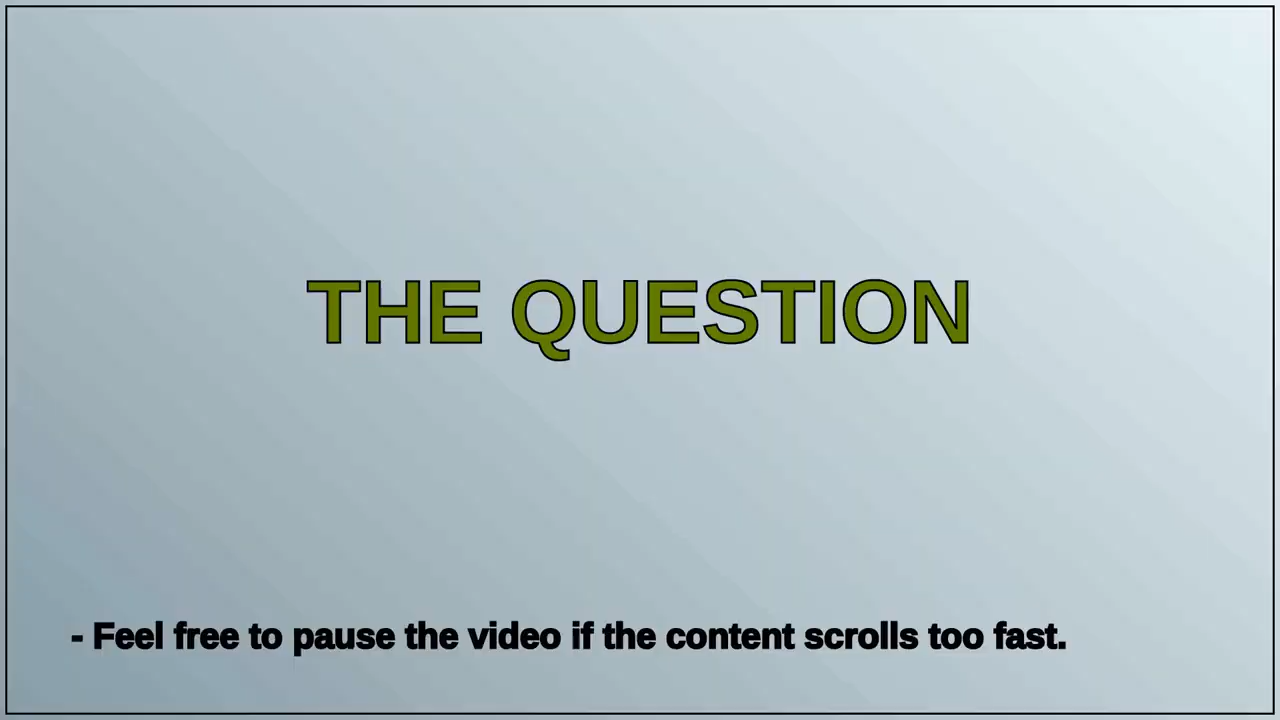 THE QUESTION
- Feel free to pause the video if the content scrolls too fast.